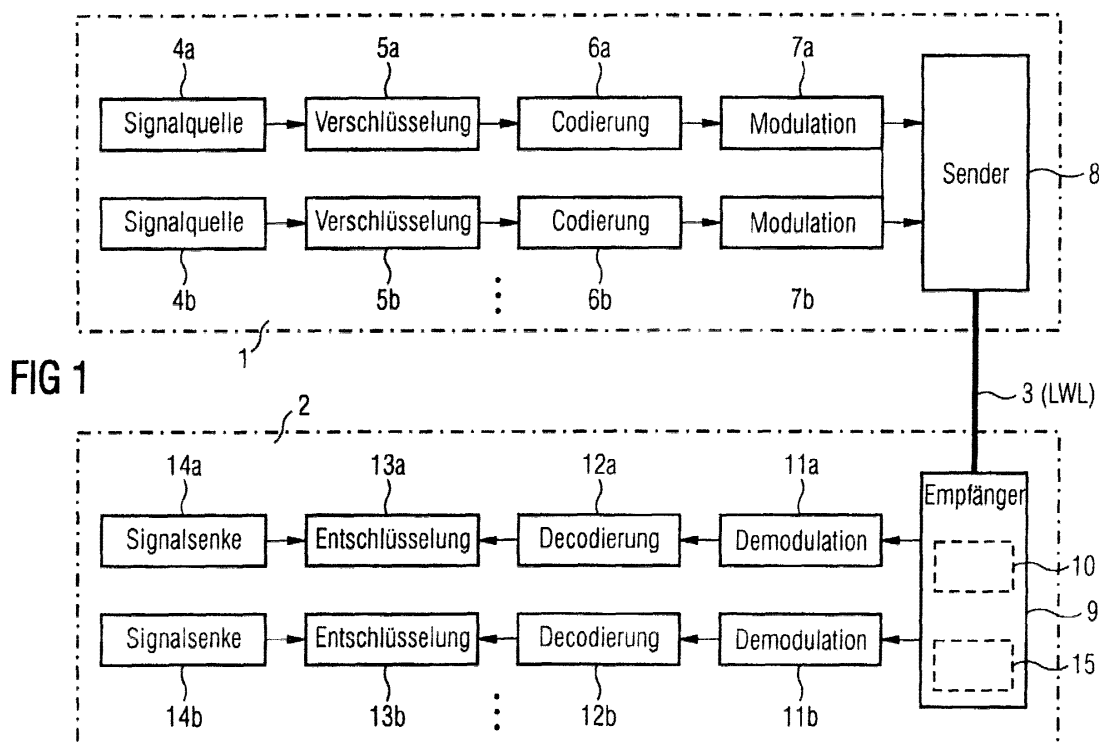 4a 5a 6a 7a
Signalquelle Verschlüsselung Codierung Modulation
Sender 8
Signalquelle Verschlüsselung Codierung Modulation
4b 5b 6b 7b
1
FIG 1
3 (LWL)
2
14a 13a 12a 11a
Empfänger
Signalsenke Entschlüsselung Decodierung Demodulation
10
9
Signalsenke Entschlüsselung Decodierung Demodulation
15
14b 13b 12b 11b